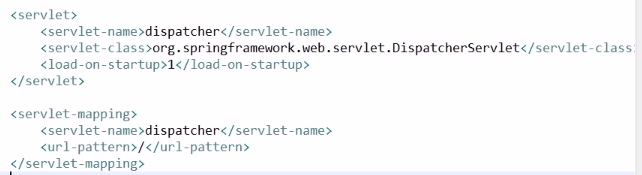 <servlet>
<servlet-name>dispatcher</servlet-name>
<servlet-class>org.springframework.web.servlet.DispatcherServlet</servlet-class
<load-on-startup>1</load-on-startup>
</servlet>
<servlet-mapping>
<servlet-name>dispatcher</servlet-name>
<url-pattern>/</url-pattern>
</servlet-mapping>